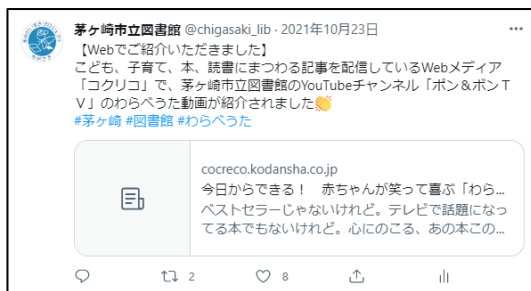 茅ヶ崎市立図書館 @chigasaki_lib · 2021年10月23日
【Webでご紹介いただきました】
こども、子育て、本、読書にまつわる記事を配信しているWebメディア
「コクリコ」で、茅ヶ崎市立図書館のYouTubeチャンネル「ボン＆ボンT
V」のわらべうた動画が紹介されました👏
#茅ヶ崎 #図書館 #わらべうた
cocreco.kodansha.co.jp
今日からできる！　赤ちゃんが笑って喜ぶ「わら...
ベストセラーじゃないけれど。テレビで話題になっ
てる本でもないけれど。心にのこる、あの本この...
2
8